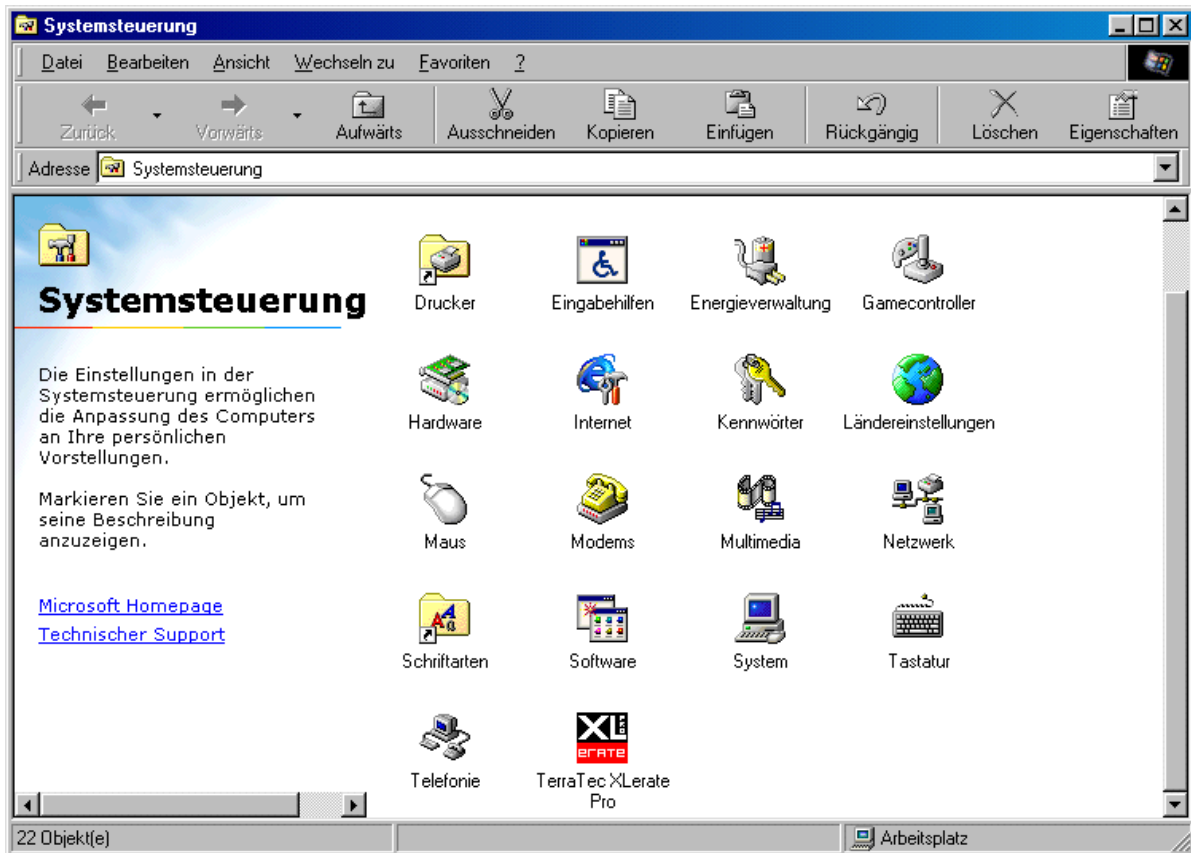 Systemsteuerung
Datei Bearbeiten Ansicht Wechseln zu Favoriten ?
Zurück Vorwärts Aufwärts Ausschneiden Kopieren Einfügen Rückgängig Löschen Eigenschaften
Adresse Systemsteuerung
Systemsteuerung
Die Einstellungen in der
Systemsteuerung ermöglichen
die Anpassung des Computers
an Ihre persönlichen
Vorstellungen.
Markieren Sie ein Objekt, um
seine Beschreibung
anzuzeigen.
Microsoft Homepage
Technischer Support
Drucker Eingabehilfen Energieverwaltung Gamecontroller
Hardware Internet Kennwörter Ländereinstellungen
Maus Modems Multimedia Netzwerk
Schriftarten Software System Tastatur
XL PRO
erate
Telefonie TerraTec XLerate
Pro
22 Objekt(e) Arbeitsplatz